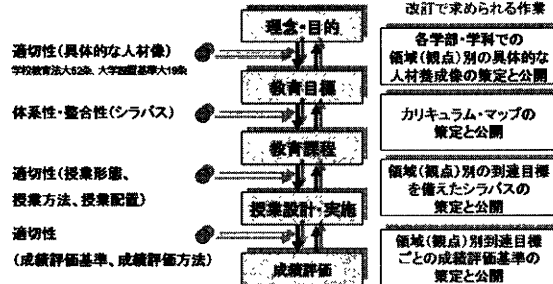 改訂で求められる作業
理念・目的
適切性(具体的な人材像)
学校教育法大52条、大学設置基準大19条
各学部・学科での
領域(観点)別の具体的な
人材養成像の策定と公開
教育目標
体系性・整合性(シラバス)
カリキュラム・マップの
策定と公開
教育課程
適切性(授業形態、
授業方法、授業配置)
領域(観点)別の到達目標
を備えたシラバスの
策定と公開
授業設計・実施
適切性
(成績評価基準、成績評価方法)
領域(観点)別到達目標
ごとの成績評価基準の
策定と公開
成績評価